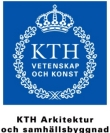 KTH
VETENSKAP
OCH KONST
KTH Arkitektur
och samhällsbyggnad